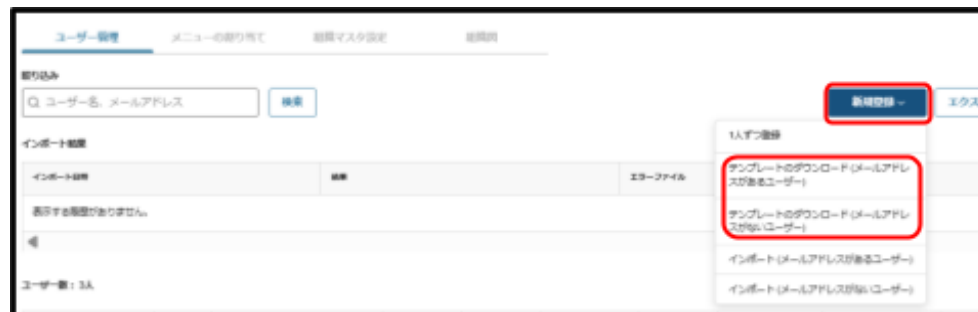 ユーザー管理 メニューの割り当て 組織マスタ設定 組織図
絞り込み
ユーザー名、メールアドレス 検索 新規登録 エクス
1人ずつ登録
インポート結果
テンプレートのダウンロード(メールアドレ
スがあるユーザー)
インポート日時 結果 エラーファイル
テンプレートのダウンロード(メールアドレ
スがないユーザー)
表示する履歴がありません。
インポート(メールアドレスがあるユーザー)
インポート(メールアドレスがないユーザー)
ユーザー数:3人